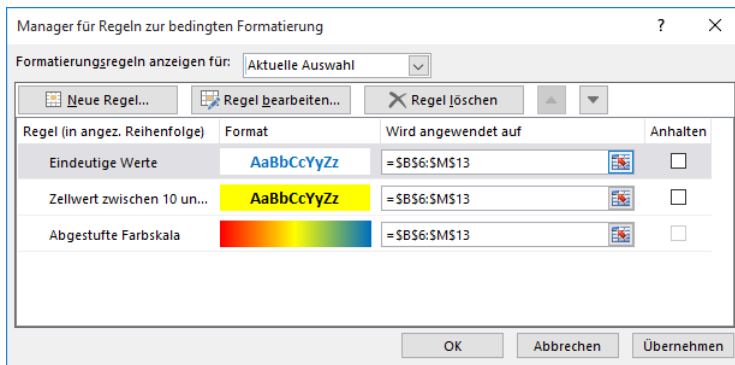 Manager für Regeln zur bedingten Formatierung ? X
Formatierungsregeln anzeigen für: Aktuelle Auswahl
Neue Regel... Regel bearbeiten... Regel löschen
Regel (in angez. Reihenfolge) Format Wird angewendet auf Anhalten
Eindeutige Werte AaBbCcYyZz =$B$6:$M$13
Zellwert zwischen 10 un... AaBbCcYyZz =$B$6:$M$13
Abgestufte Farbskala =$B$6:$M$13
OK Abbrechen Übernehmen